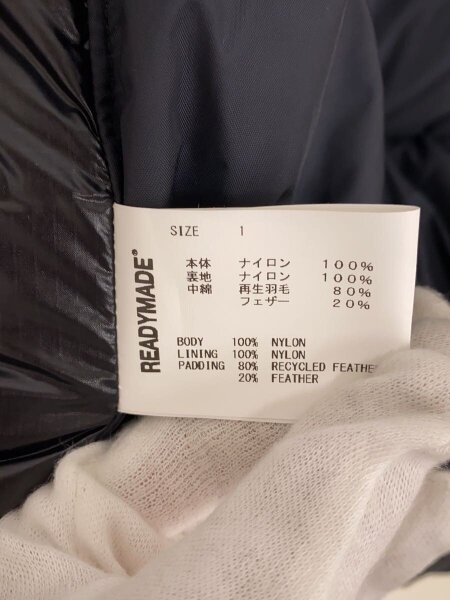 READYMADE®
SIZE 1
本体 ナイロン 100%
裏地 ナイロン 100%
中綿 再生羽毛 80%
フェザー 20%
BODY 100% NYLON
LINING 100% NYLON
PADDING 80% RECYCLED FEATHER
20% FEATHER